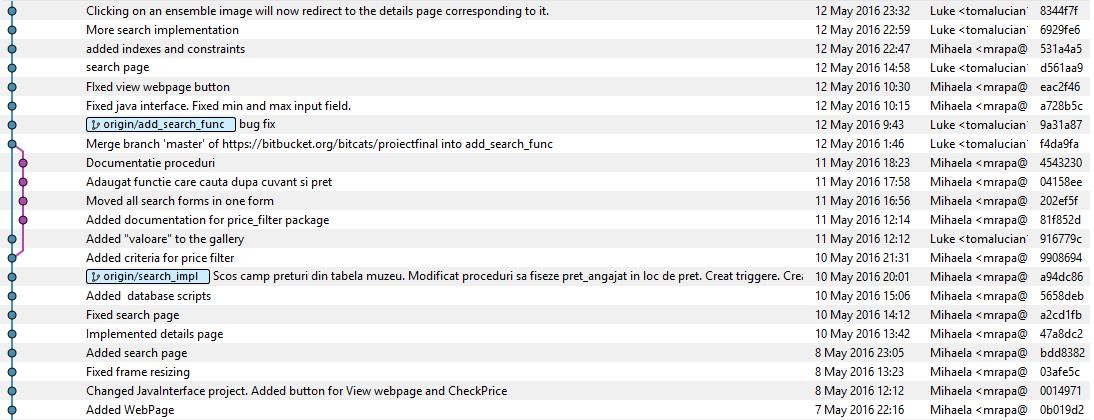 Clicking on an ensemble image will now redirect to the details page corresponding to it. 12 May 2016 23:32 Luke <tomalucian' 8344f7f
More search implementation 12 May 2016 22:59 Luke <tomalucian' 6929fe6
added indexes and constraints 12 May 2016 22:47 Mihaela <mrapa@ 531a4a5
search page 12 May 2016 14:58 Luke <tomalucian' d561aa9
FIxed view webpage button 12 May 2016 10:30 Mihaela <mrapa@ eac2f46
Fixed java interface. Fixed min and max input field. 12 May 2016 10:15 Mihaela <mrapa@ a728b5c
origin/add_search_func bug fix 12 May 2016 9:43 Luke <tomalucian' 9a31a87
Merge branch 'master' of https://bitbucket.org/bitcats/proiectfinal into add_search_func 12 May 2016 1:46 Luke <tomalucian' f4da9fa
Documentatie proceduri 11 May 2016 18:23 Mihaela <mrapa@ 4543230
Adaugat functie care cauta dupa cuvant si pret 11 May 2016 17:58 Mihaela <mrapa@ 04158ee
Moved all search forms in one form 11 May 2016 16:56 Mihaela <mrapa@ 202ef5f
Added documentation for price_filter package 11 May 2016 12:14 Mihaela <mrapa@ 81f852d
Added "valoare" to the gallery 11 May 2016 12:12 Luke <tomalucian' 916779c
Added criteria for price filter 10 May 2016 21:31 Mihaela <mrapa@ 9908694
origin/search_impl Scos camp preturi din tabela muzeu. Modificat proceduri sa fiseze pret_angajat in loc de pret. Creat triggere. Crea 10 May 2016 20:01 Mihaela <mrapa@ a94dc86
Added database scripts 10 May 2016 15:06 Mihaela <mrapa@ 5658deb
Fixed search page 10 May 2016 14:12 Mihaela <mrapa@ a2cd1fb
Implemented details page 10 May 2016 13:42 Mihaela <mrapa@ 47a8dc2
Added search page 8 May 2016 23:05 Mihaela <mrapa@ bdd8382
Fixed frame resizing 8 May 2016 13:23 Mihaela <mrapa@ 03afe5c
Changed JavaInterface project. Added button for View webpage and CheckPrice 8 May 2016 12:12 Mihaela <mrapa@ 0014971
Added WebPage 7 May 2016 22:16 Mihaela <mrapa@ 0b019d2